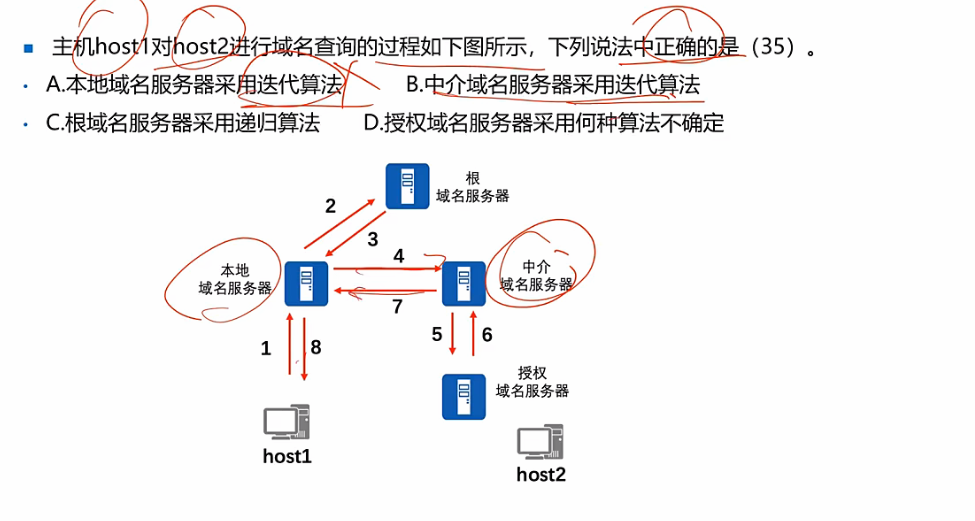 ■ 主机host1对host2进行域名查询的过程如下图所示，下列说法中正确的是（35）。
· A.本地域名服务器采用迭代算法 B.中介域名服务器采用迭代算法
· C.根域名服务器采用递归算法 D.授权域名服务器采用何种算法不确定
根
域名服务器
2
3
4
本地
域名服务器
中介
域名服务器
7
1
8
5
6
授权
域名服务器
host1
host2